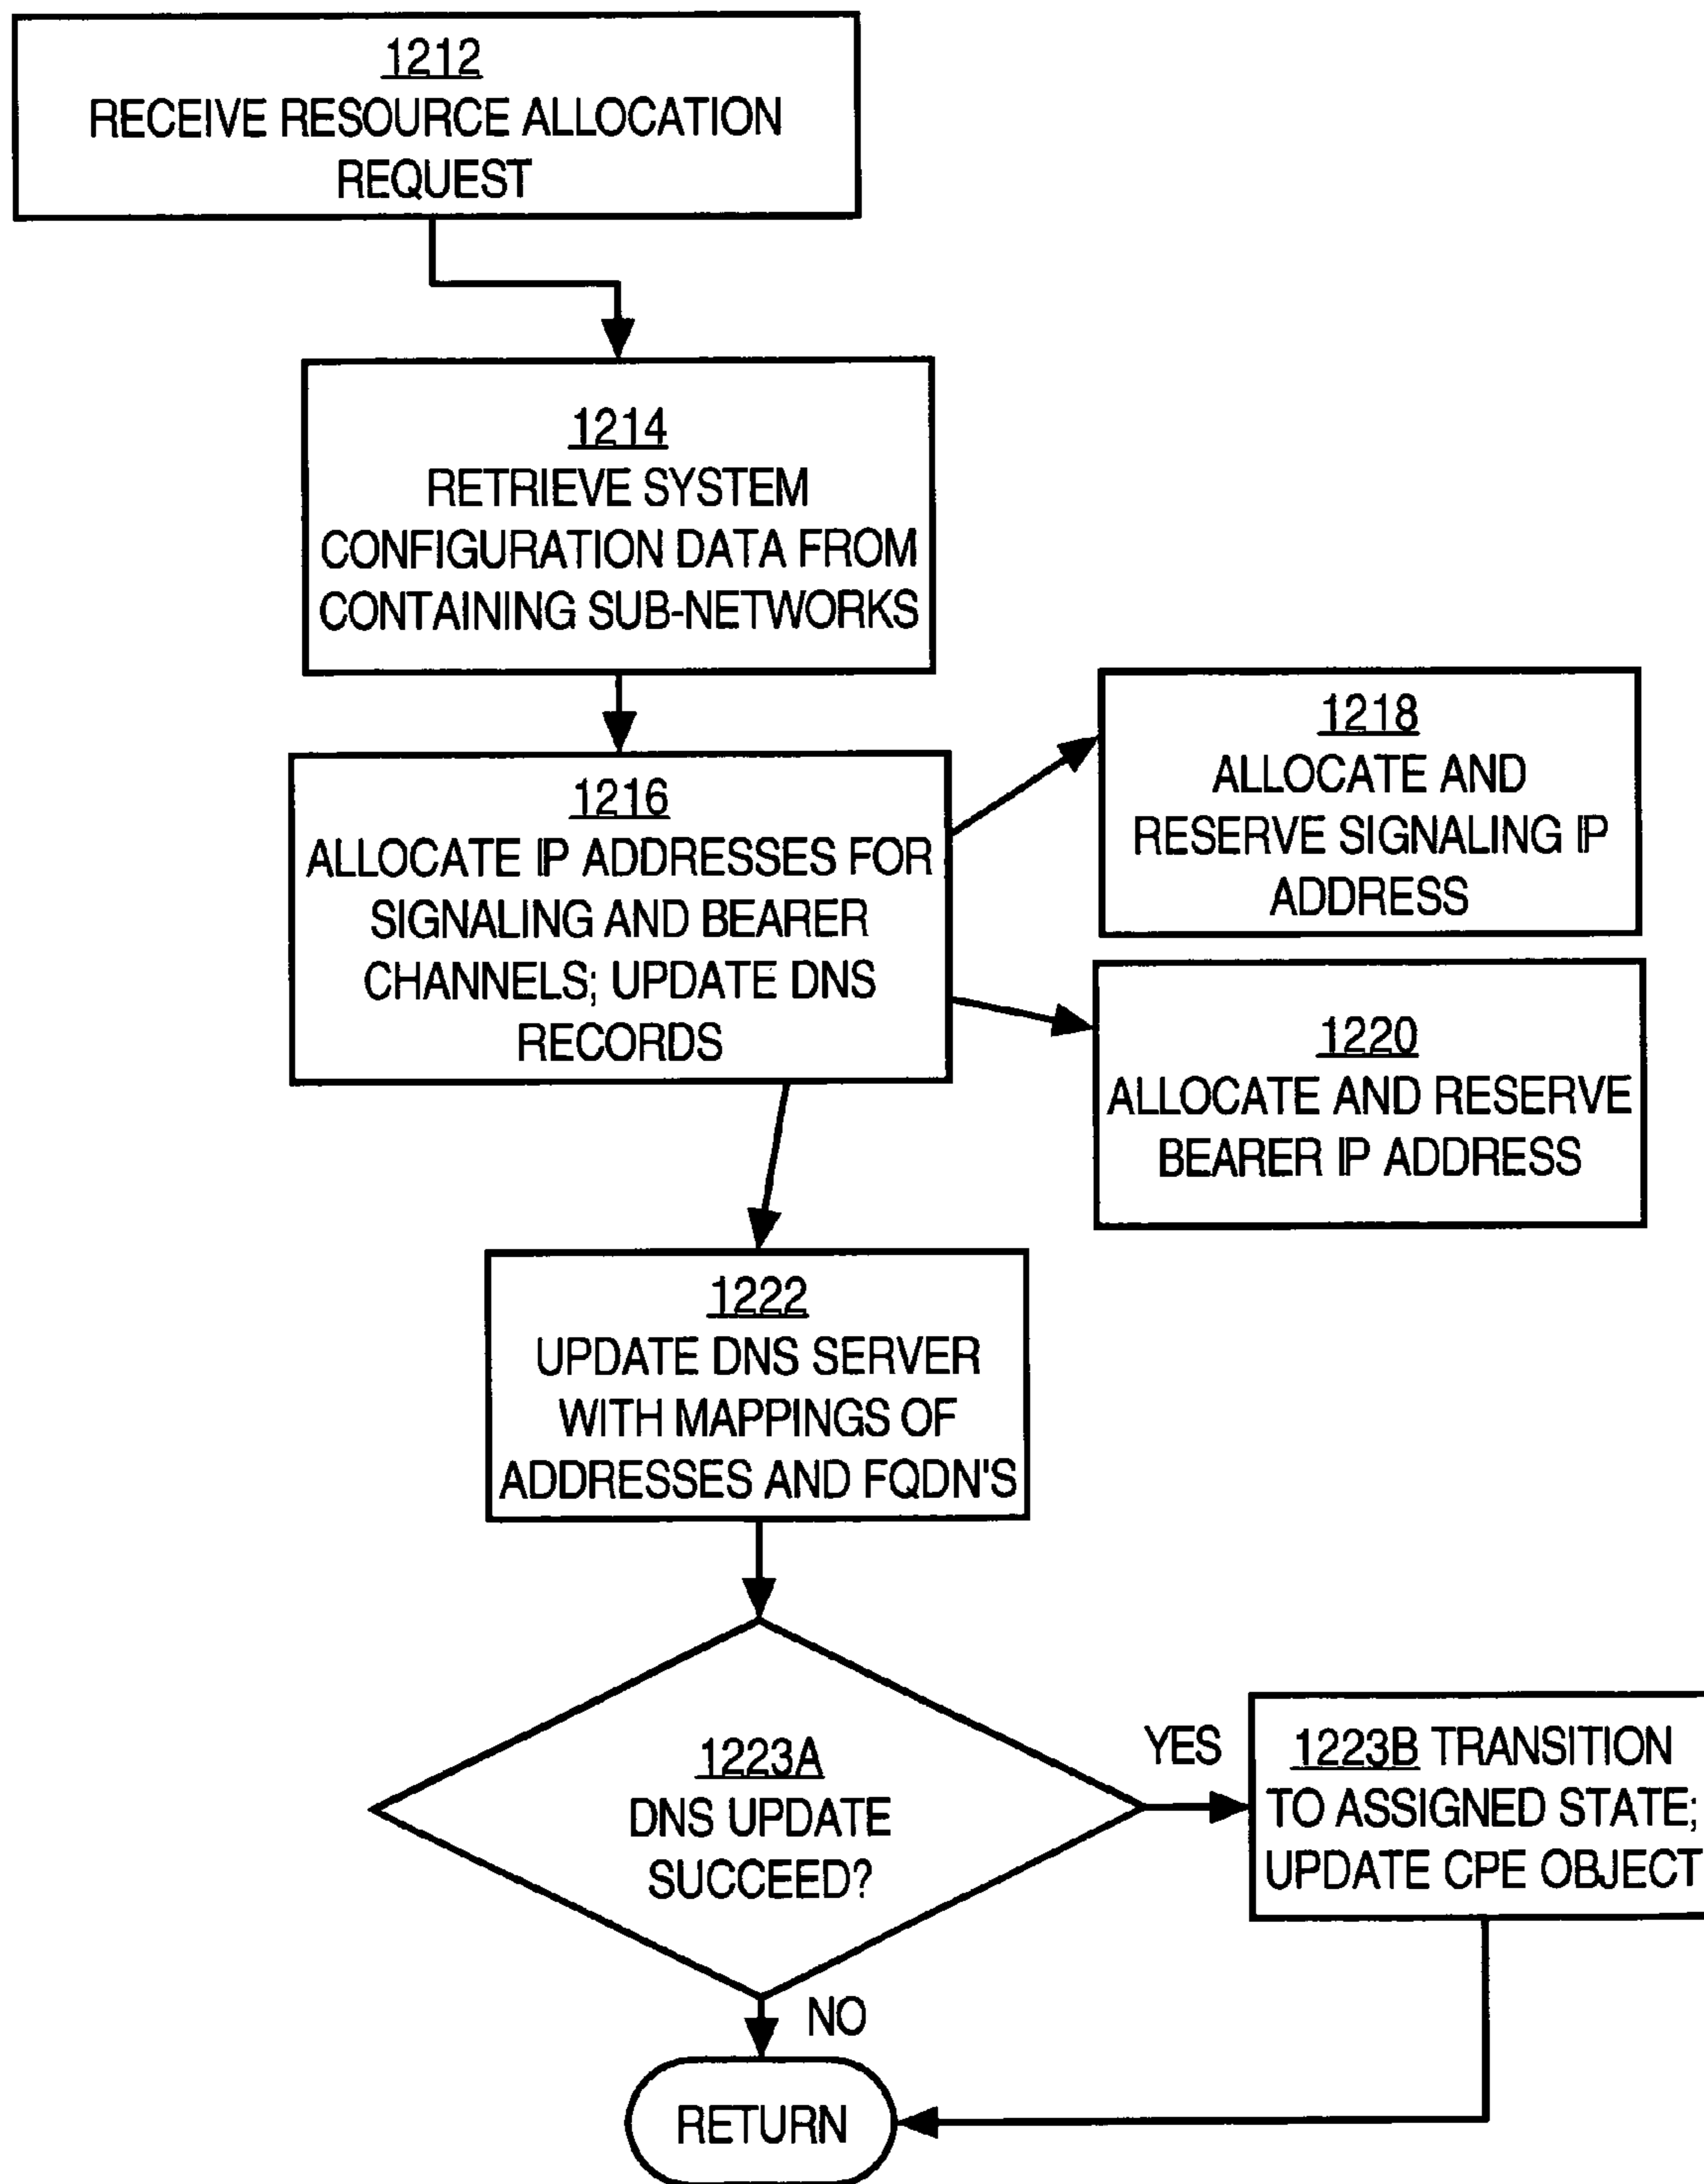 1212
RECEIVE RESOURCE ALLOCATION
REQUEST
1214
RETRIEVE SYSTEM
CONFIGURATION DATA FROM
CONTAINING SUB-NETWORKS
1216
ALLOCATE IP ADDRESSES FOR
SIGNALING AND BEARER
CHANNELS; UPDATE DNS
RECORDS
1218
ALLOCATE AND
RESERVE SIGNALING IP
ADDRESS
1220
ALLOCATE AND RESERVE
BEARER IP ADDRESS
1222
UPDATE DNS SERVER
WITH MAPPINGS OF
ADDRESSES AND FQDN'S
1223A
DNS UPDATE
SUCCEED?
YES
1223B TRANSITION
TO ASSIGNED STATE;
UPDATE CPE OBJECT
NO
RETURN